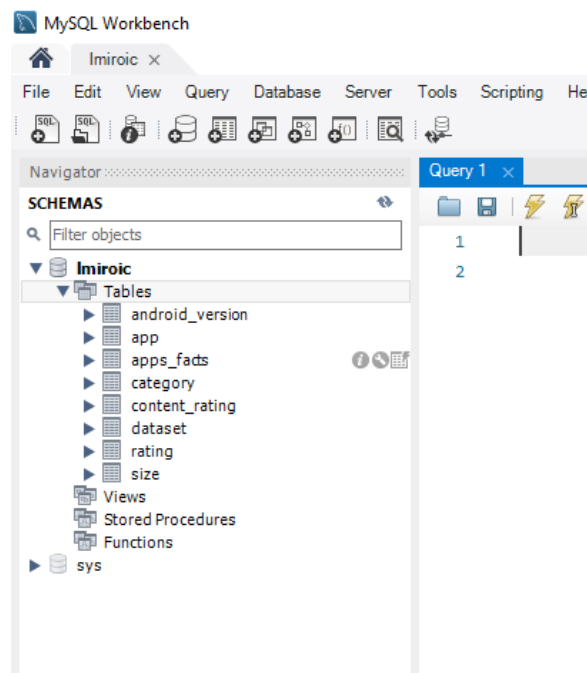 MySQL Workbench
lmiroic
File Edit View Query Database Server Tools Scripting He
Navigator
Query 1
SCHEMAS
Filter objects
1
2
lmiroic
Tables
android_version
app
apps_facts
category
content_rating
dataset
rating
size
Views
Stored Procedures
Functions
sys